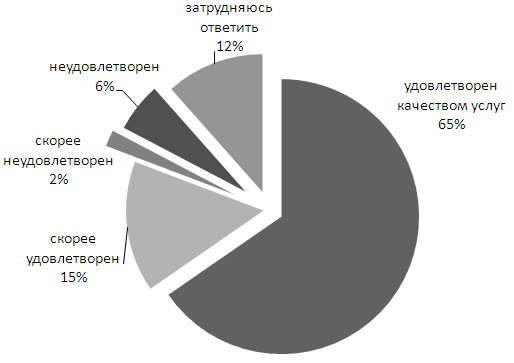 затрудняюсь
ответить
12%
неудовлетворен
6%
удовлетворен
качеством услуг
65%
скорее
неудовлетворен
2%
скорее
удовлетворен
15%